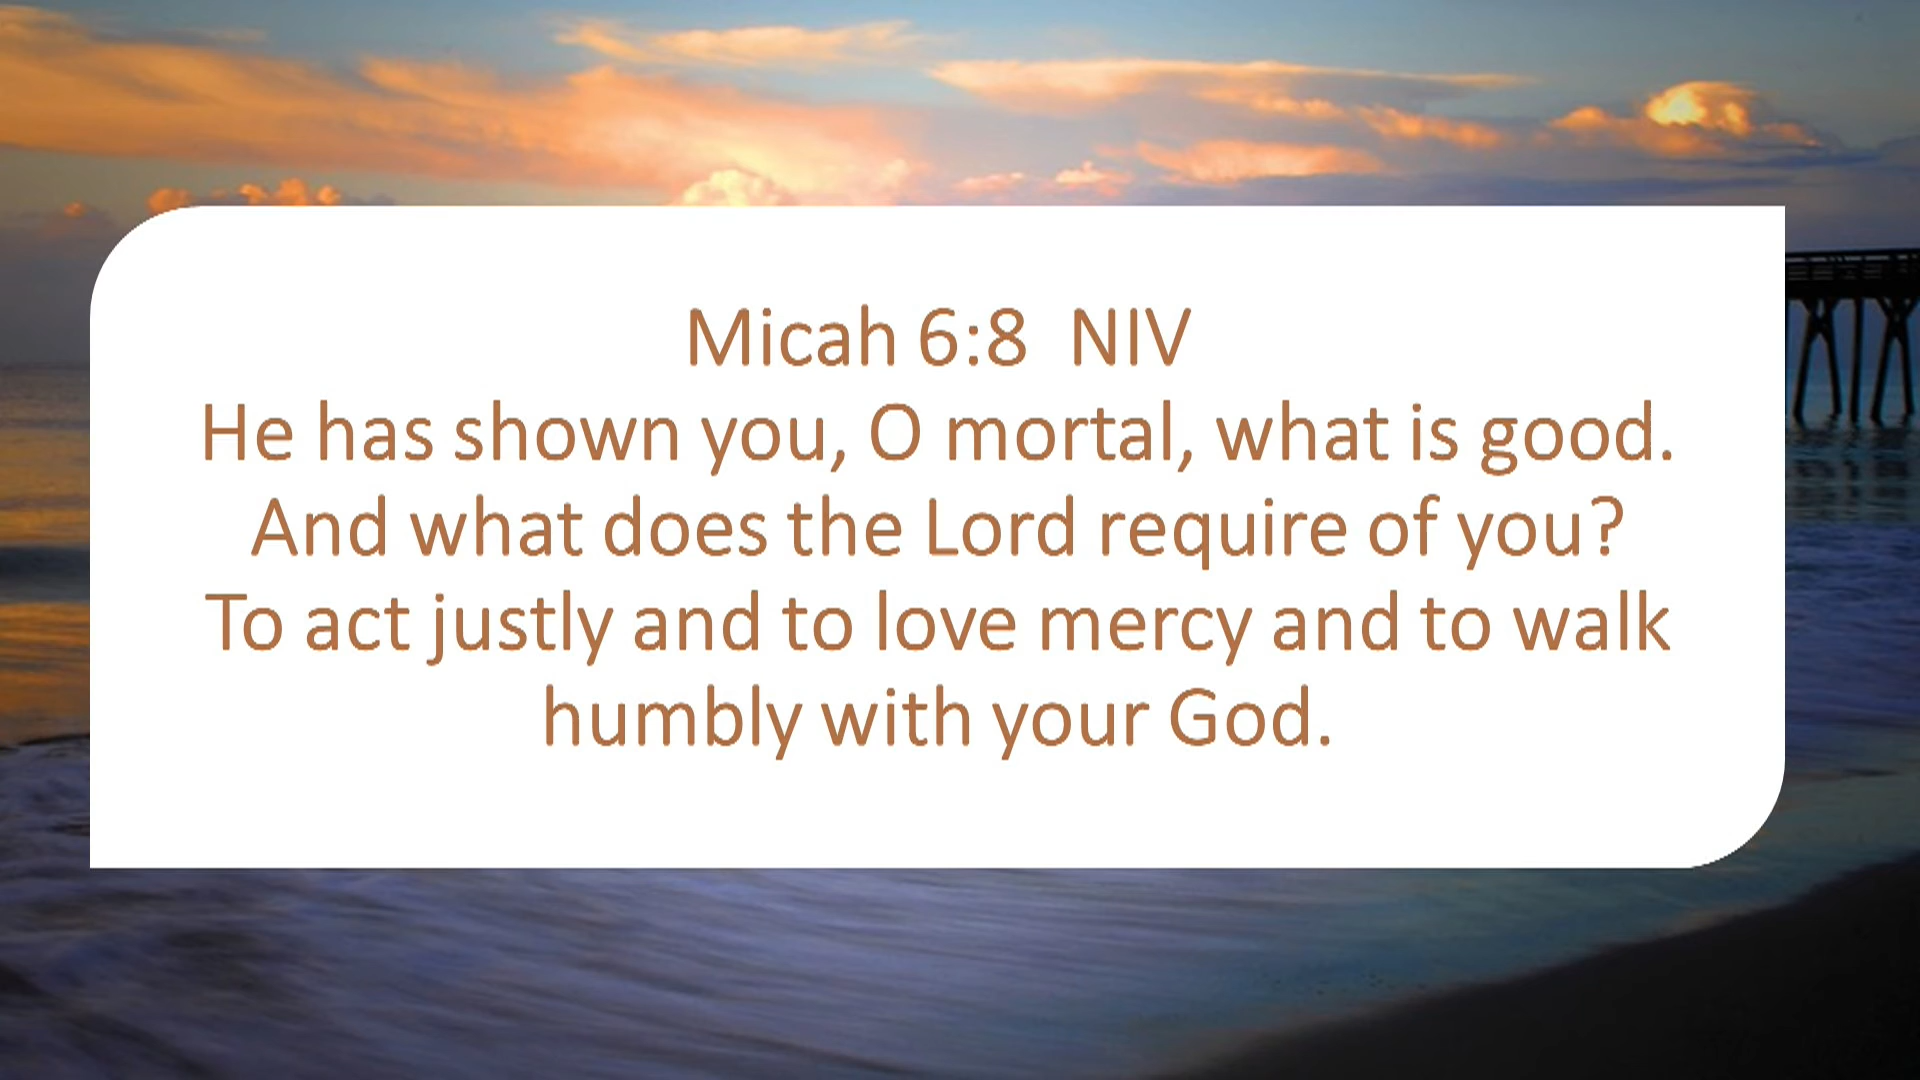 Micah 6:8  NIV
He has shown you, O mortal, what is good.
And what does the Lord require of you?
To act justly and to love mercy and to walk
humbly with your God.